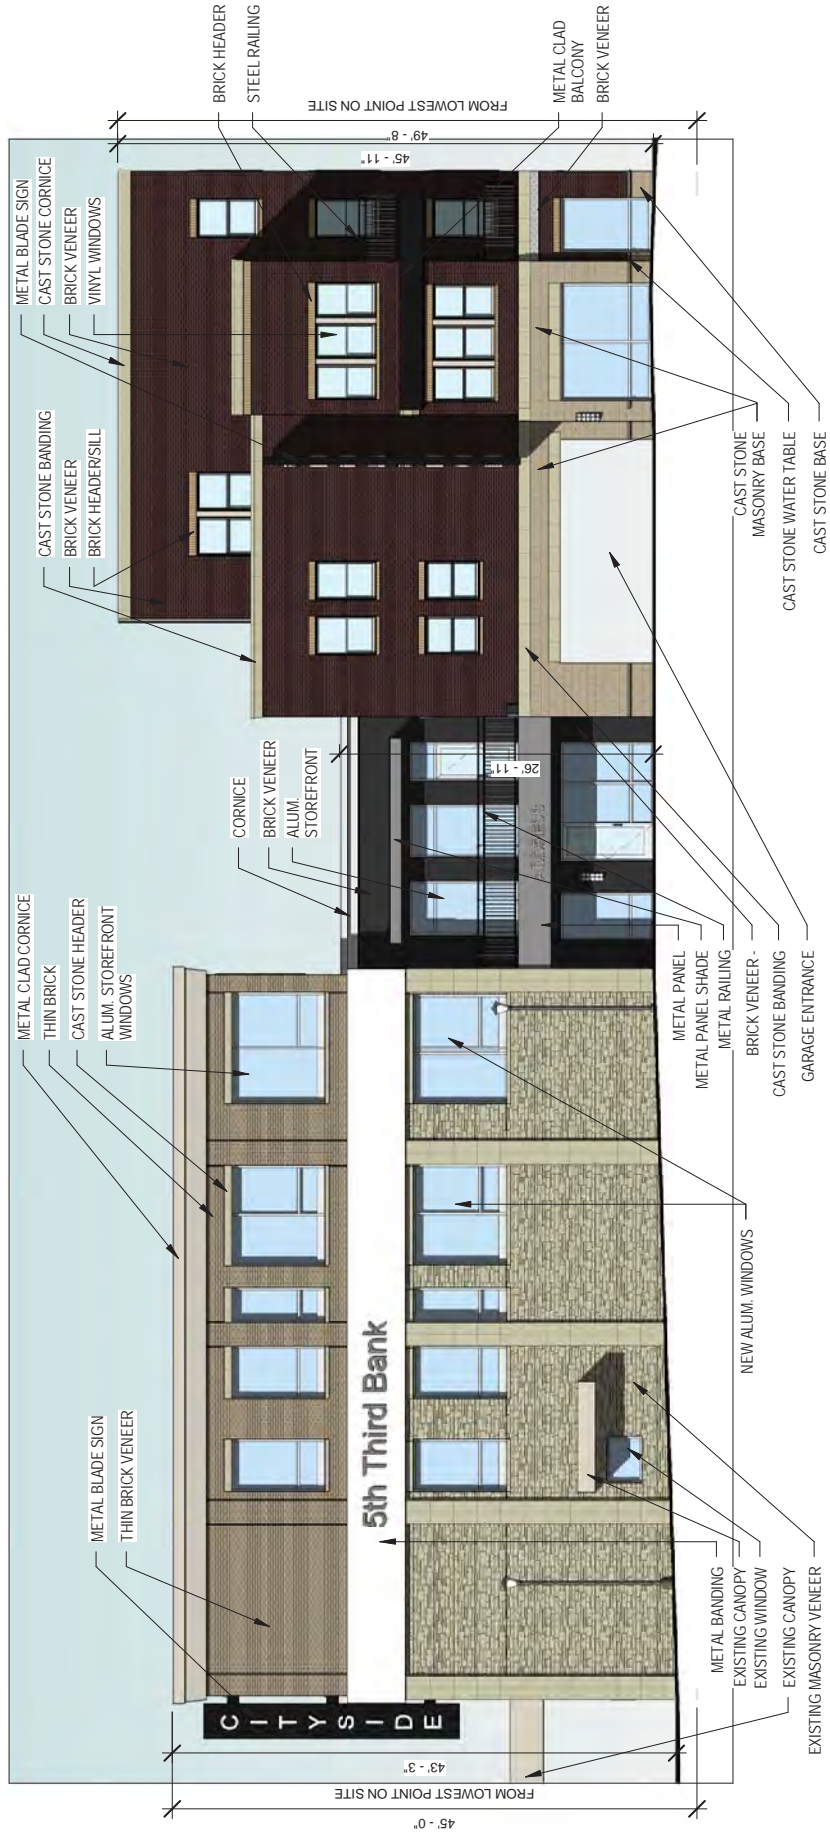 METAL BLADE SIGN
THIN BRICK VENEER
METAL CLAD CORNICE
THIN BRICK
CAST STONE HEADER
ALUM. STOREFRONT
WINDOWS
CORNICE
BRICK VENEER
ALUM.
STOREFRONT
CAST STONE BANDING
BRICK VENEER
BRICK HEADER/SILL
METAL BLADE SIGN
CAST STONE CORNICE
BRICK VENEER
VINYL WINDOWS
BRICK HEADER
STEEL RAILING
METAL CLAD
BALCONY
BRICK VENEER
FROM LOWEST POINT ON SITE
49' - 8"
45' - 11"
26' - 11"
ADDRESS
5th Third Bank
CITYSIDE
43' - 3"
FROM LOWEST POINT ON SITE
45' - 0"
METAL BANDING
EXISTING CANOPY
EXISTING WINDOW
EXISTING CANOPY
EXISTING MASONRY VENEER
NEW ALUM. WINDOWS
METAL PANEL
METAL PANEL SHADE
METAL RAILING
BRICK VENEER -
CAST STONE BANDING
GARAGE ENTRANCE
CAST STONE
MASONRY BASE
CAST STONE WATER TABLE
CAST STONE BASE